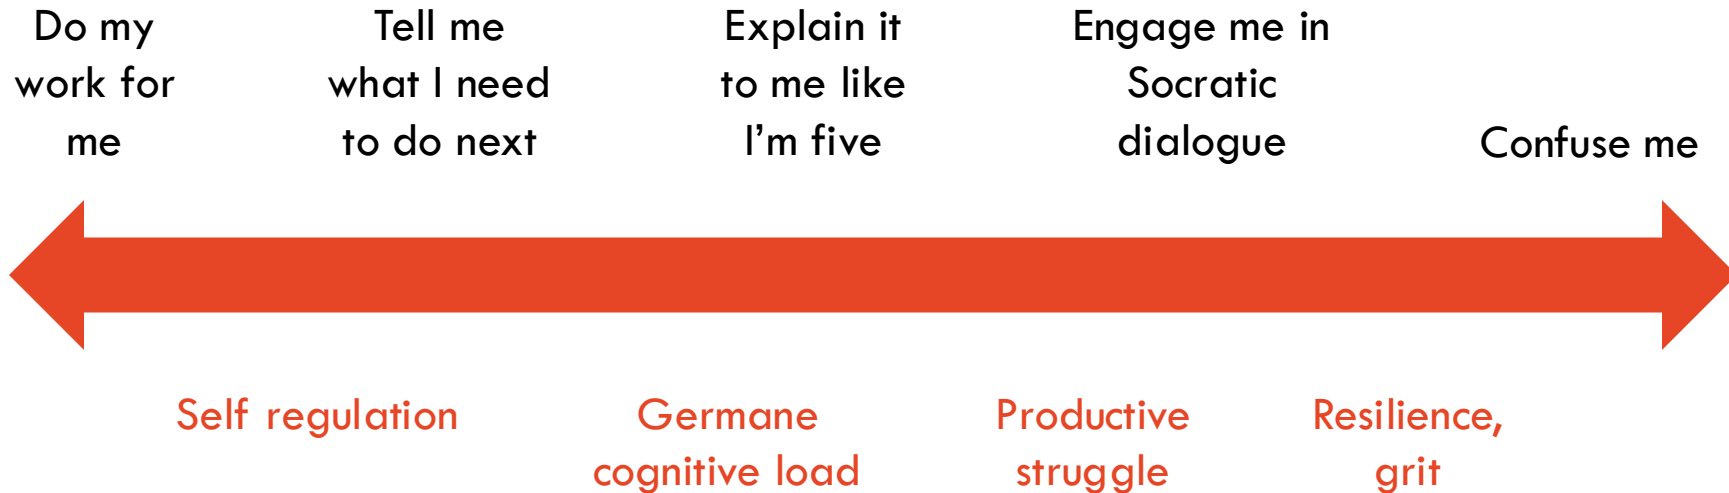 Do my
work for
me
Tell me
what I need
to do next
Explain it
to me like
I'm five
Engage me in
Socratic
dialogue
Confuse me
Self regulation
Germane
cognitive load
Productive
struggle
Resilience,
grit